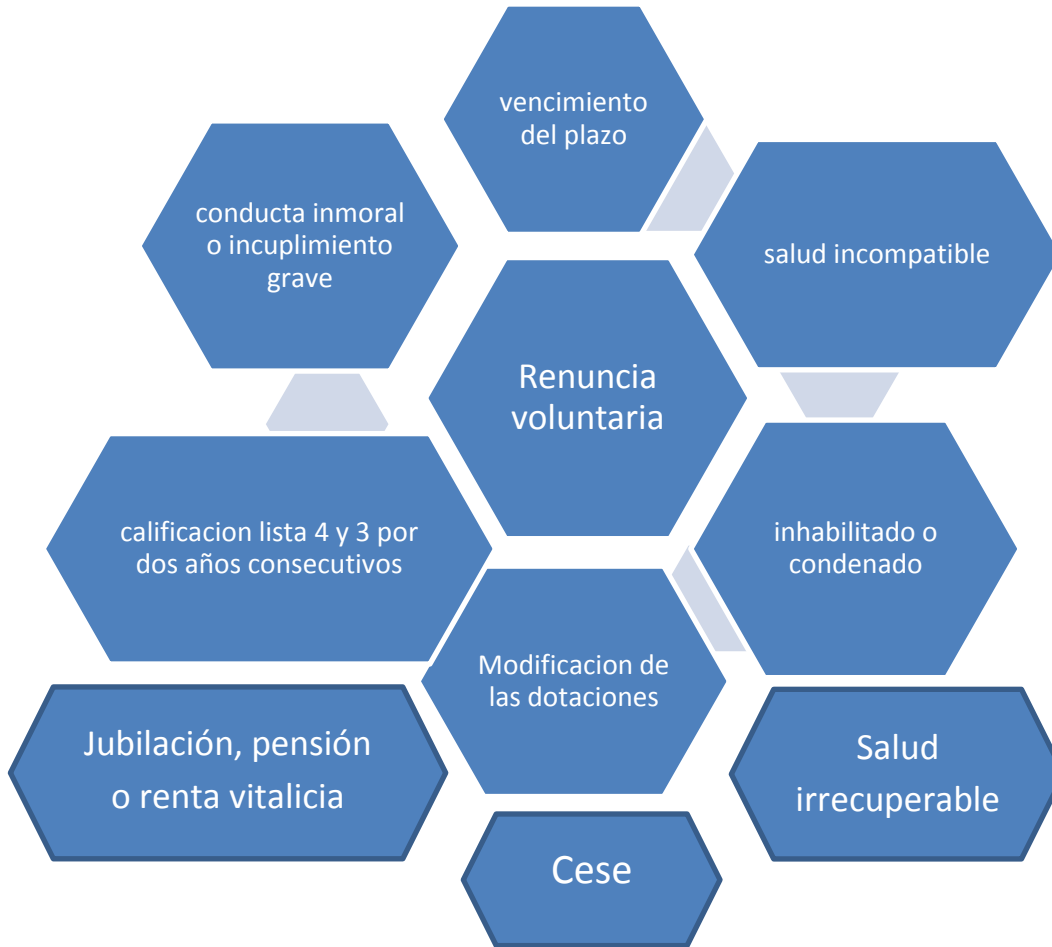 vencimiento
del plazo
conducta inmoral
o incuplimiento
grave
salud incompatible
Renuncia
voluntaria
calificacion lista 4 y 3 por
dos años consecutivos
inhabilitado o
condenado
Modificacion de
las dotaciones
Jubilación, pensión
o renta vitalicia
Salud
irrecuperable
Cese